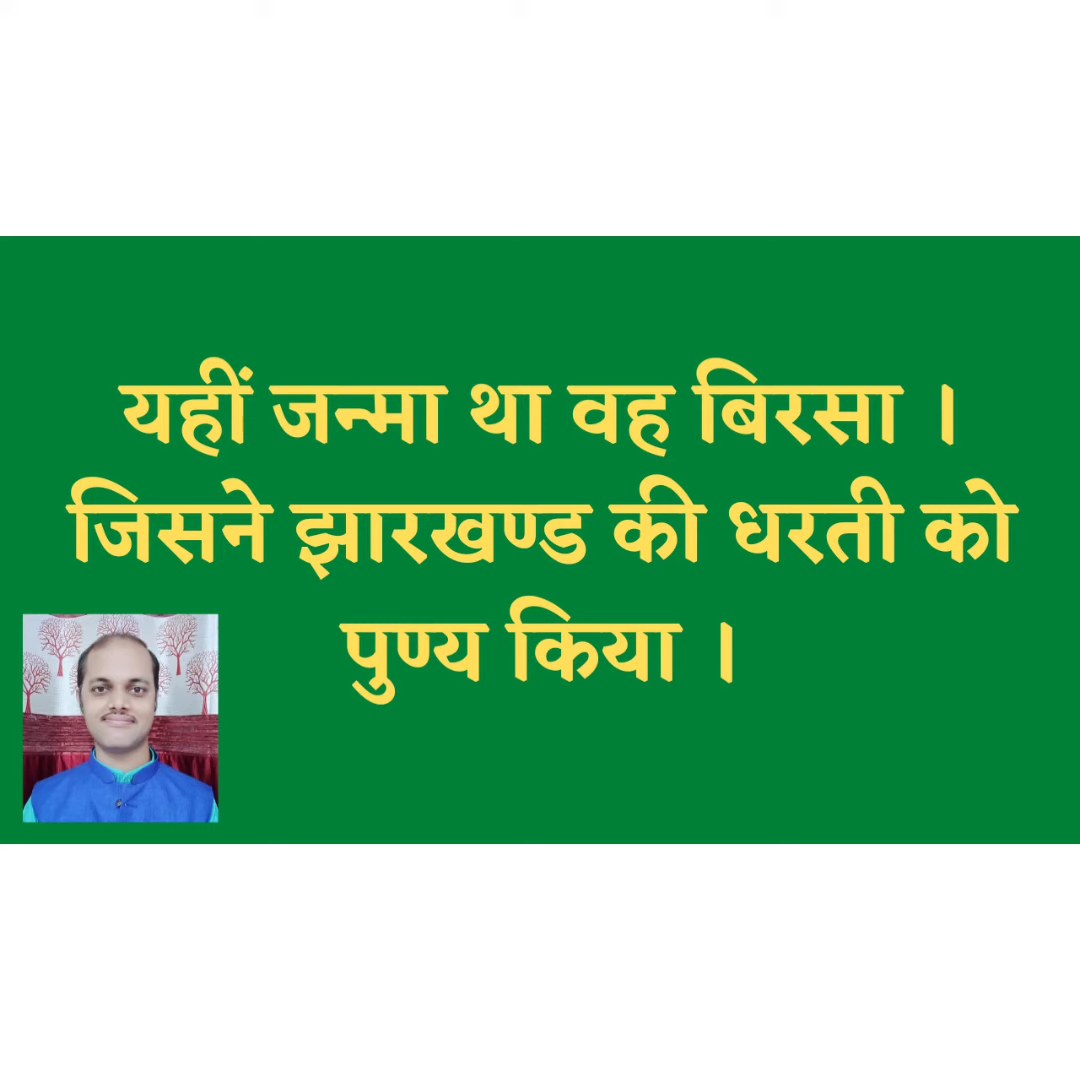 यहीं जन्मा था वह बिरसा ।
जिसने झारखण्ड की धरती को
पुण्य किया ।